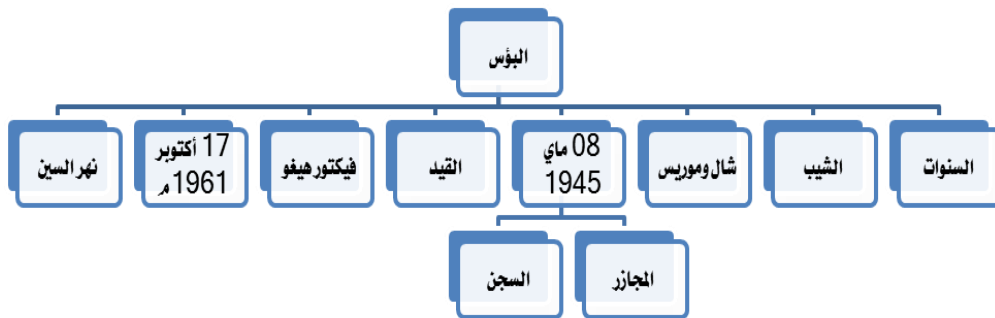 البؤس
السنوات
الشيب
شال وموريس
08 ماي
1945
القيد
فيكتور هيغو
17 أكتوبر
1961م
نهر السين
المجازر
السجن